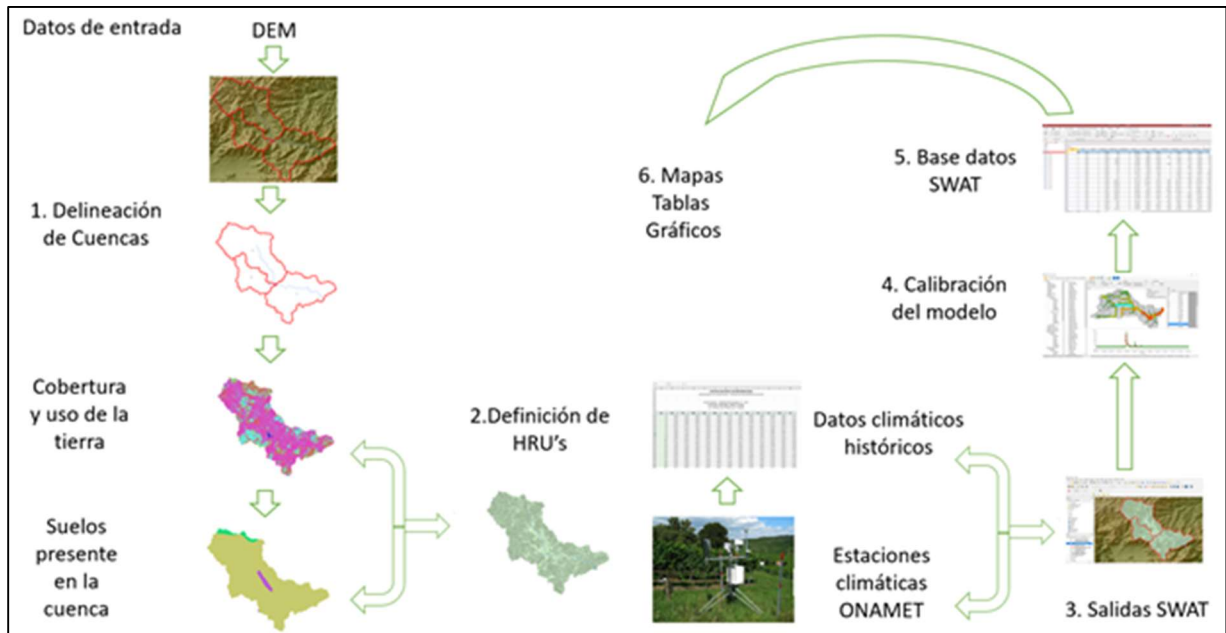 Datos de entrada
DEM
1. Delineación
de Cuencas
Cobertura
y uso de la
tierra
Suelos
presente
en la
cuenca
2.Definición de
HRU's
6. Mapas
Tablas
Gráficos
Datos climáticos
históricos
Estaciones
climáticas
ONAMET
5. Base datos
SWAT
4. Calibración
del modelo
3. Salidas SWAT